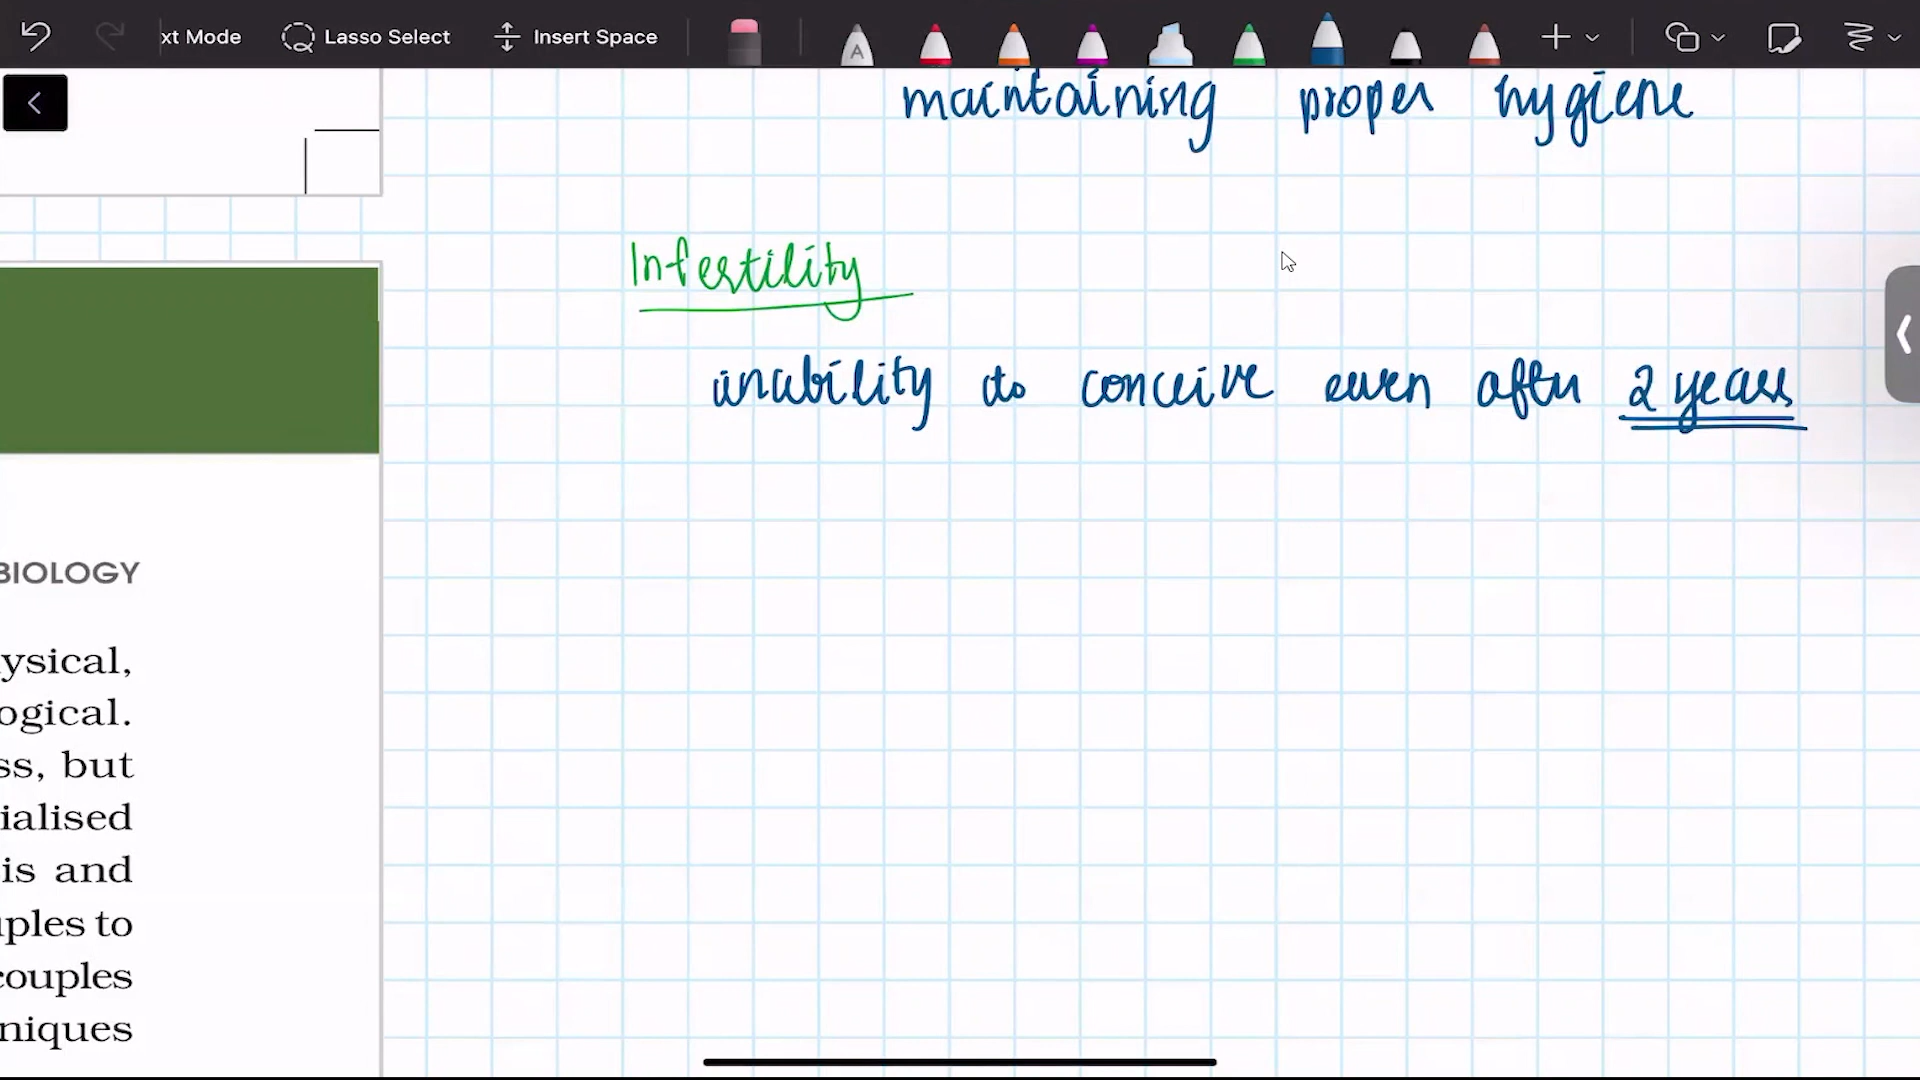 xt Mode Lasso Select Insert Space
A
maintaining proper hygiene
Infertility
inability to conceive even after 2 years
BIOLOGY
ysical,
ogical.
ss, but
ialised
is and
ples to
couples
niques